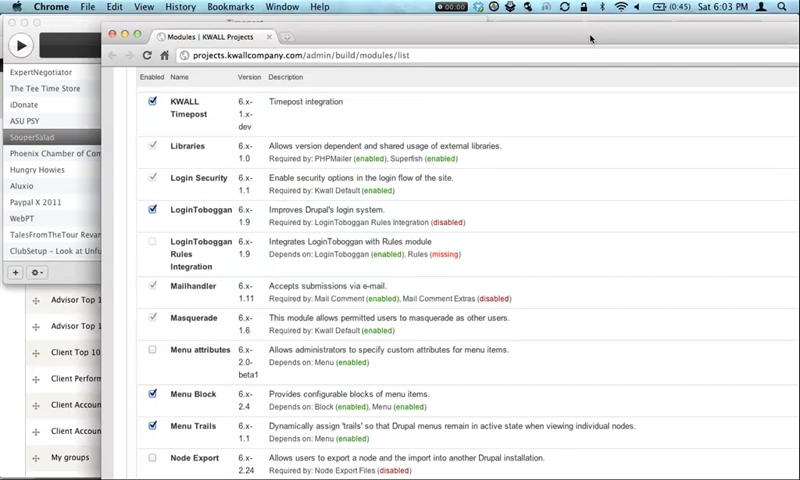 Chrome File Edit View History Bookmarks Window Help 00:00 (0:45) Sat 6:03 PM
Timepost
Modules | KWALL Projects
projects.kwallcompany.com/admin/build/modules/list
ExpertNegotiator
The Tee Time Store
iDonate
ASU PSY
SouperSalad
Phoenix Chamber of Com
Hungry Howies
Aluxio
Paypal X 2011
WebPT
TalesFromTheTour Revan
ClubSetup - Look at Unfu
Advisor Top 1
Advisor Top 1
Client Top 10
Client Perform
Client Accoun
Client Accoun
My groups
Enabled Name Version Description
KWALL Timepost 6.x-1.x-dev Timepost integration
Libraries 6.x-1.0 Allows version dependent and shared usage of external libraries.
Required by: PHPMailer (enabled), Superfish (enabled)
Login Security 6.x-1.1 Enable security options in the login flow of the site.
Required by: Kwall Default (enabled)
LoginToboggan 6.x-1.9 Improves Drupal's login system.
Required by: LoginToboggan Rules Integration (disabled)
LoginToboggan Rules Integration 6.x-1.9 Integrates LoginToboggan with Rules module
Depends on: LoginToboggan (enabled), Rules (missing)
Mailhandler 6.x-1.11 Accepts submissions via e-mail.
Required by: Mail Comment (enabled), Mail Comment Extras (disabled)
Masquerade 6.x-1.6 This module allows permitted users to masquerade as other users.
Required by: Kwall Default (enabled)
Menu attributes 6.x-2.0-beta1 Allows administrators to specify custom attributes for menu items.
Depends on: Menu (enabled)
Menu Block 6.x-2.4 Provides configurable blocks of menu items.
Depends on: Block (enabled), Menu (enabled)
Menu Trails 6.x-1.1 Dynamically assign 'trails' so that Drupal menus remain in active state when viewing individual nodes.
Depends on: Menu (enabled)
Node Export 6.x-2.24 Allows users to export a node and the import into another Drupal installation.
Required by: Node Export Files (disabled)